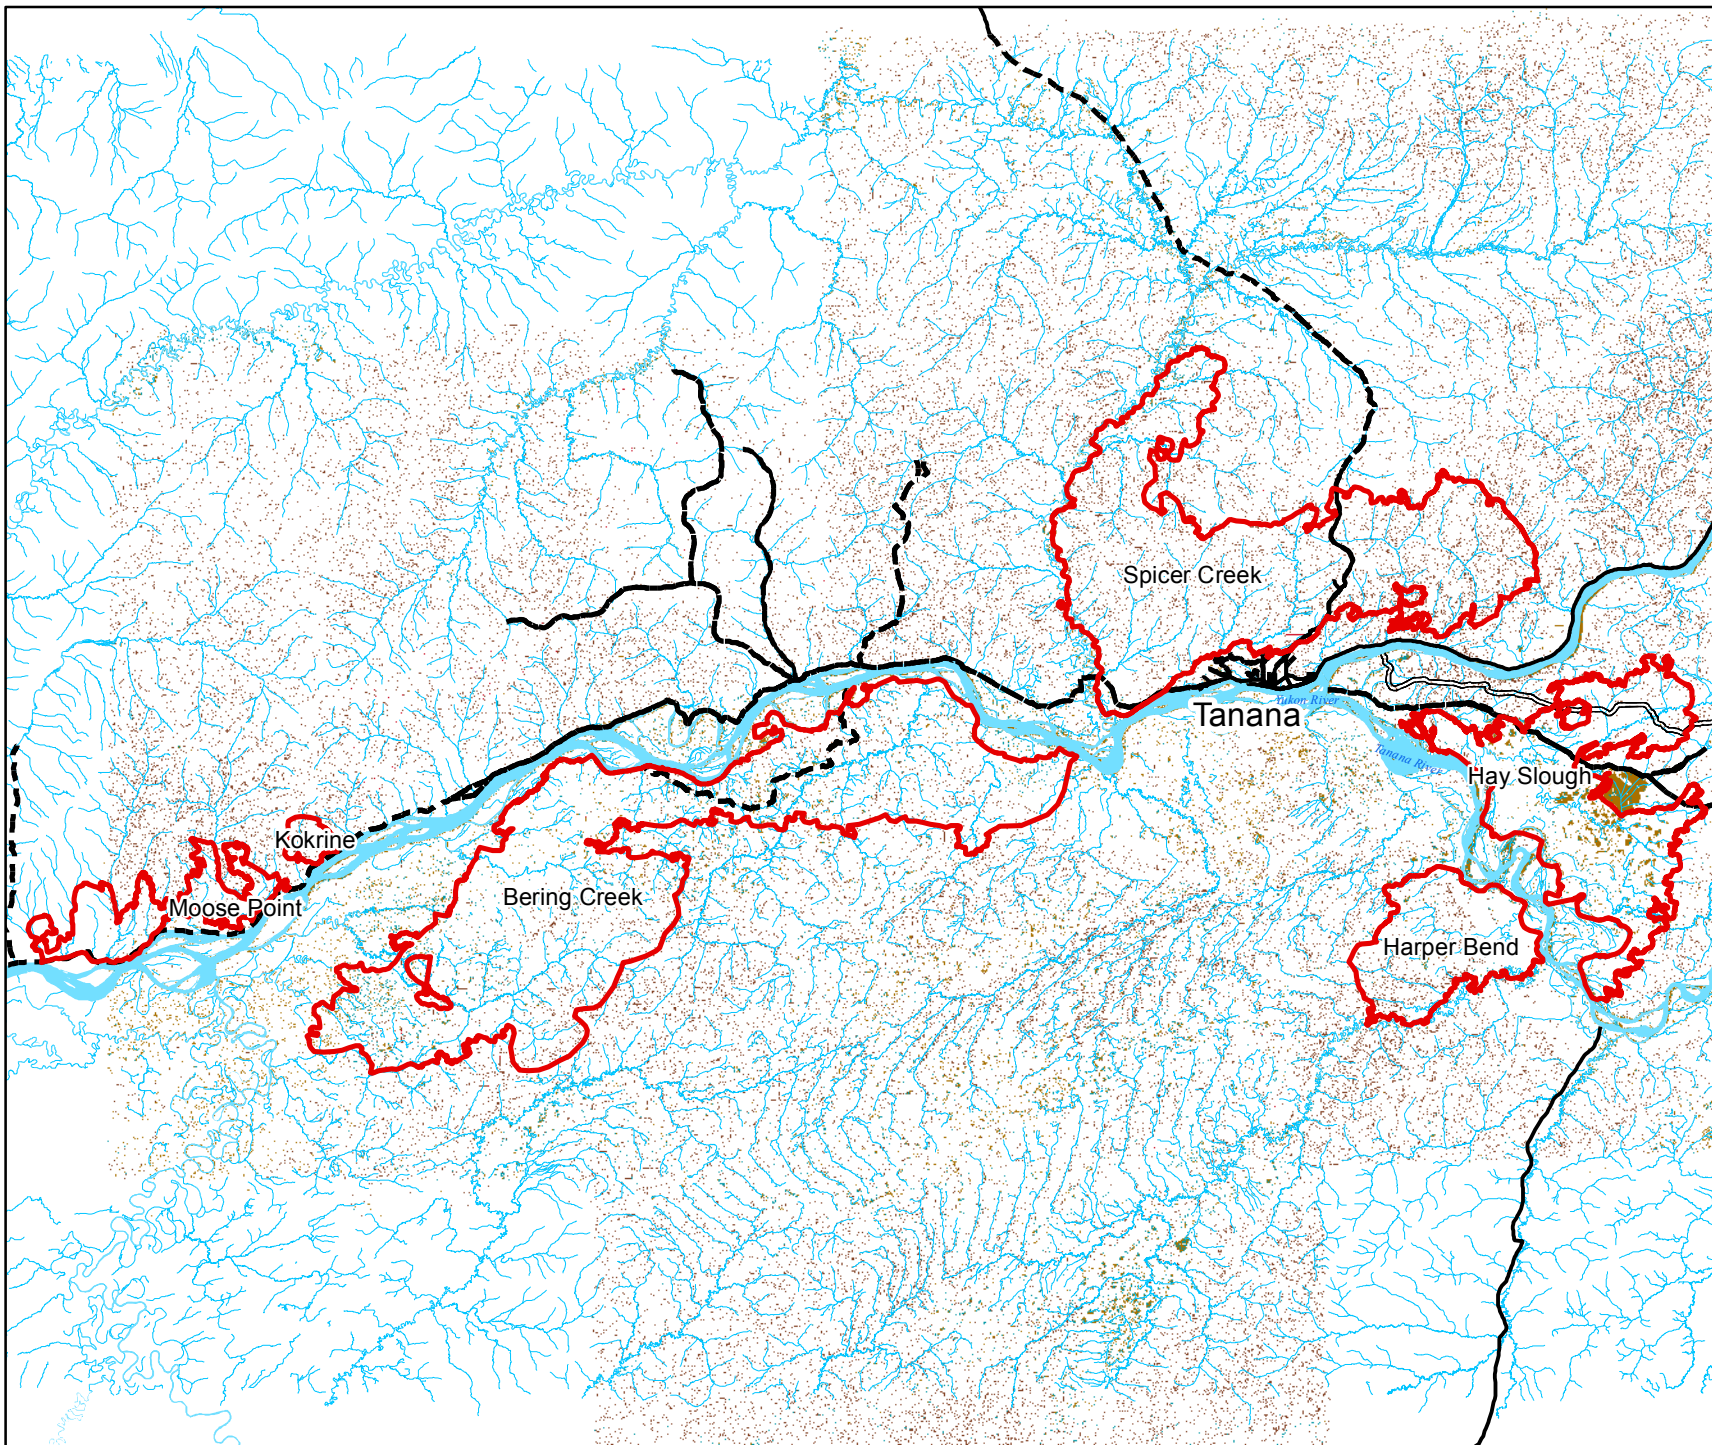 Spicer Creek
Yukon River
Tanana
Tanana River
Hay Slough
Kokrine
Bering Creek
Moose Point
Harper Bend